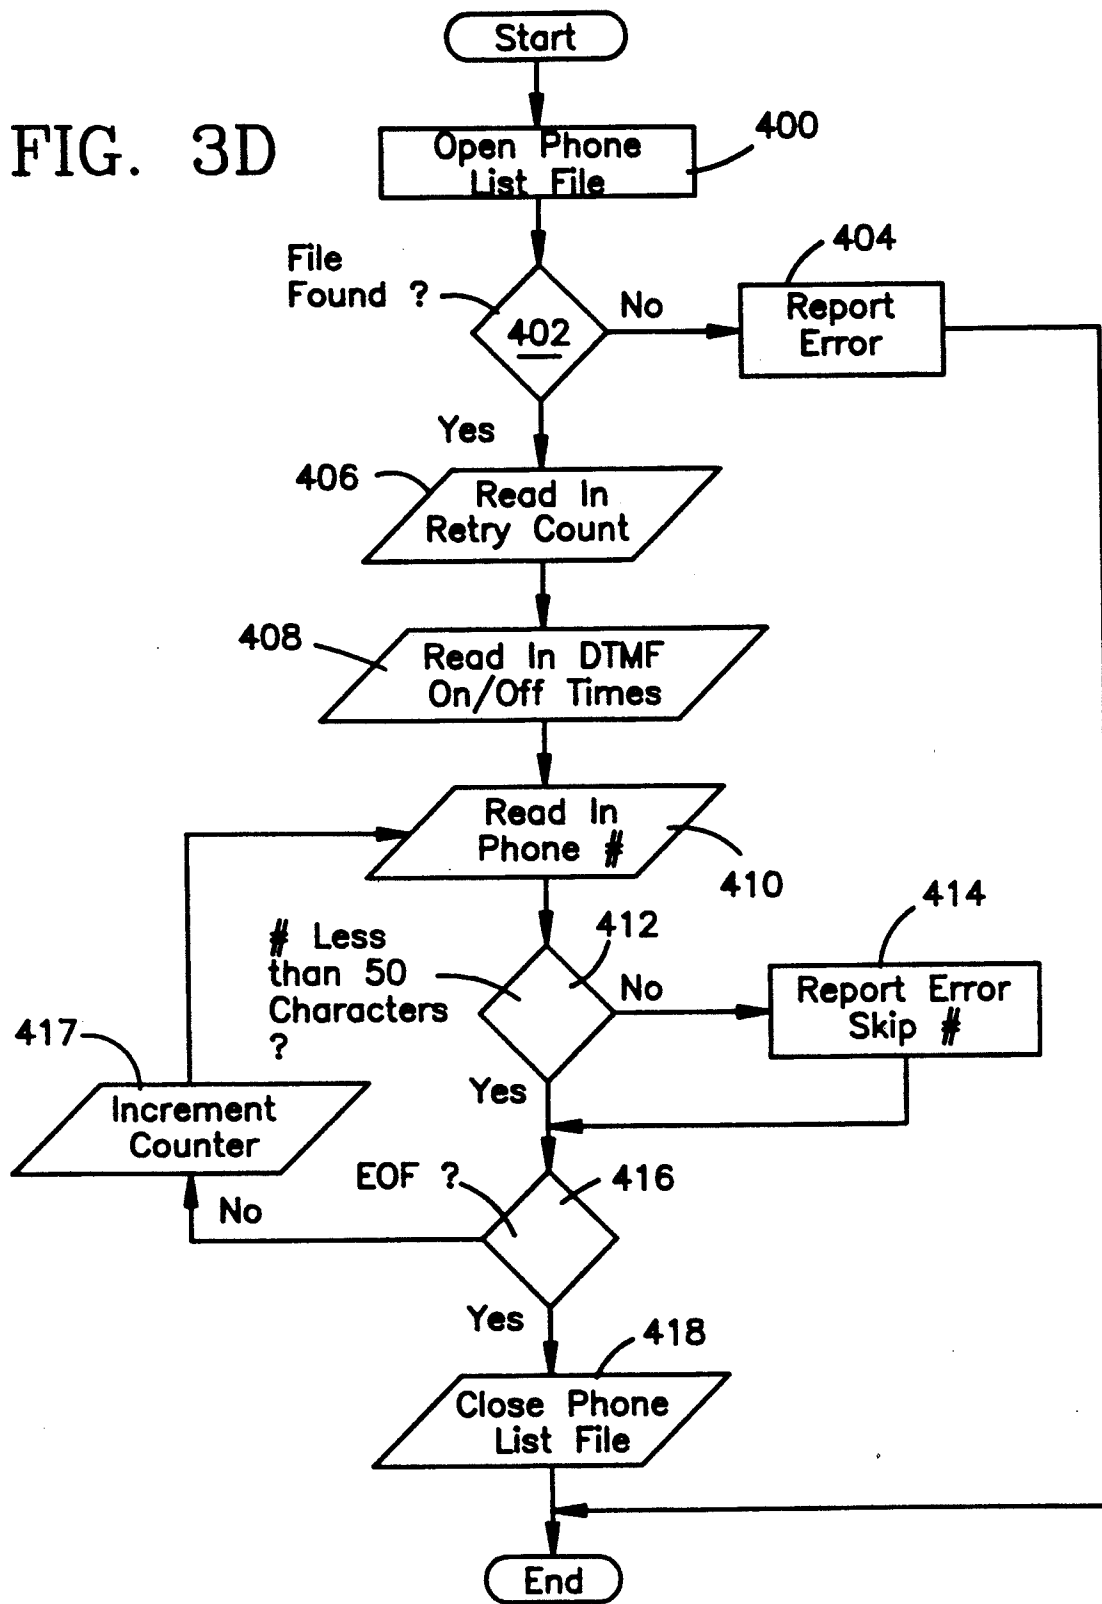 Start
FIG. 3D
400
Open Phone
List File
404
File
Found ?
402
No
Report
Error
Yes
406
Read In
Retry Count
408
Read In DTMF
On/Off Times
Read In
Phone #
410
412
414
# Less
than 50
Characters
?
No
Report Error
Skip #
417
Yes
Increment
Counter
EOF ?
416
No
Yes
418
Close Phone
List File
End